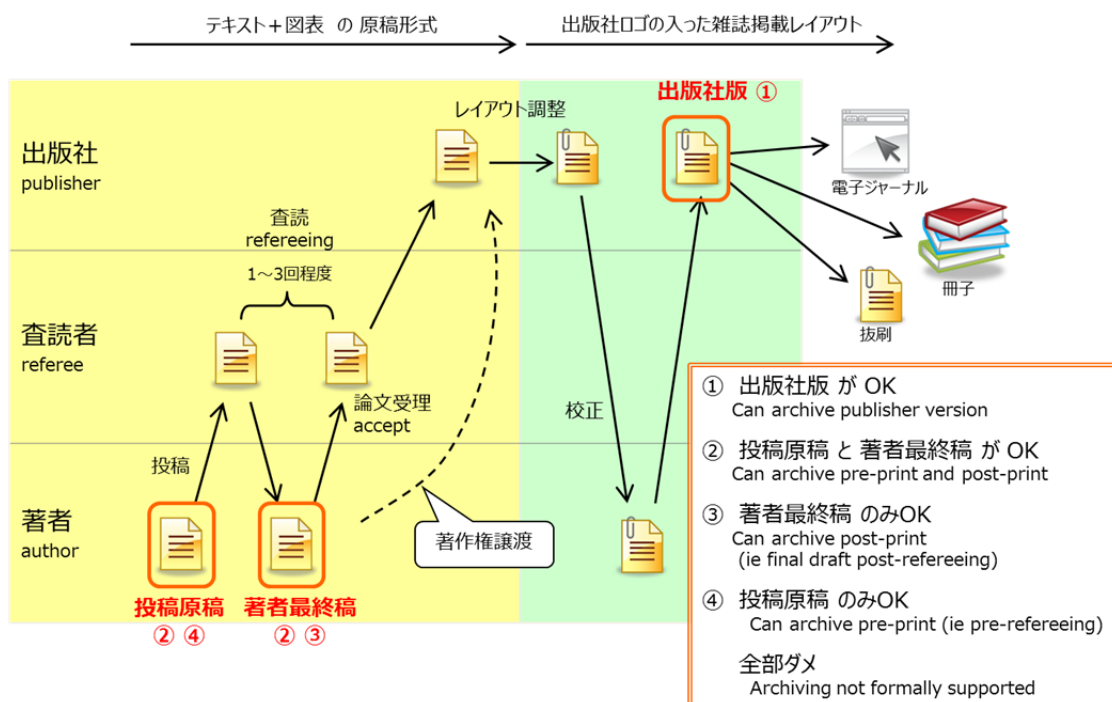 テキスト+図表 の 原稿形式
出版社ロゴの入った雑誌掲載レイアウト
出版社版 ①
レイアウト調整
出版社
publisher
電子ジャーナル
査読
refereeing
1～3回程度
冊子
抜刷
査読者
referee
論文受理
accept
校正
投稿
著者
author
著作権譲渡
投稿原稿
② ④
著者最終稿
② ③
① 出版社版 が OK
Can archive publisher version
② 投稿原稿 と 著者最終稿 が OK
Can archive pre-print and post-print
③ 著者最終稿 のみOK
Can archive post-print
(ie final draft post-refereeing)
④ 投稿原稿 のみOK
Can archive pre-print (ie pre-refereeing)
全部ダメ
Archiving not formally supported